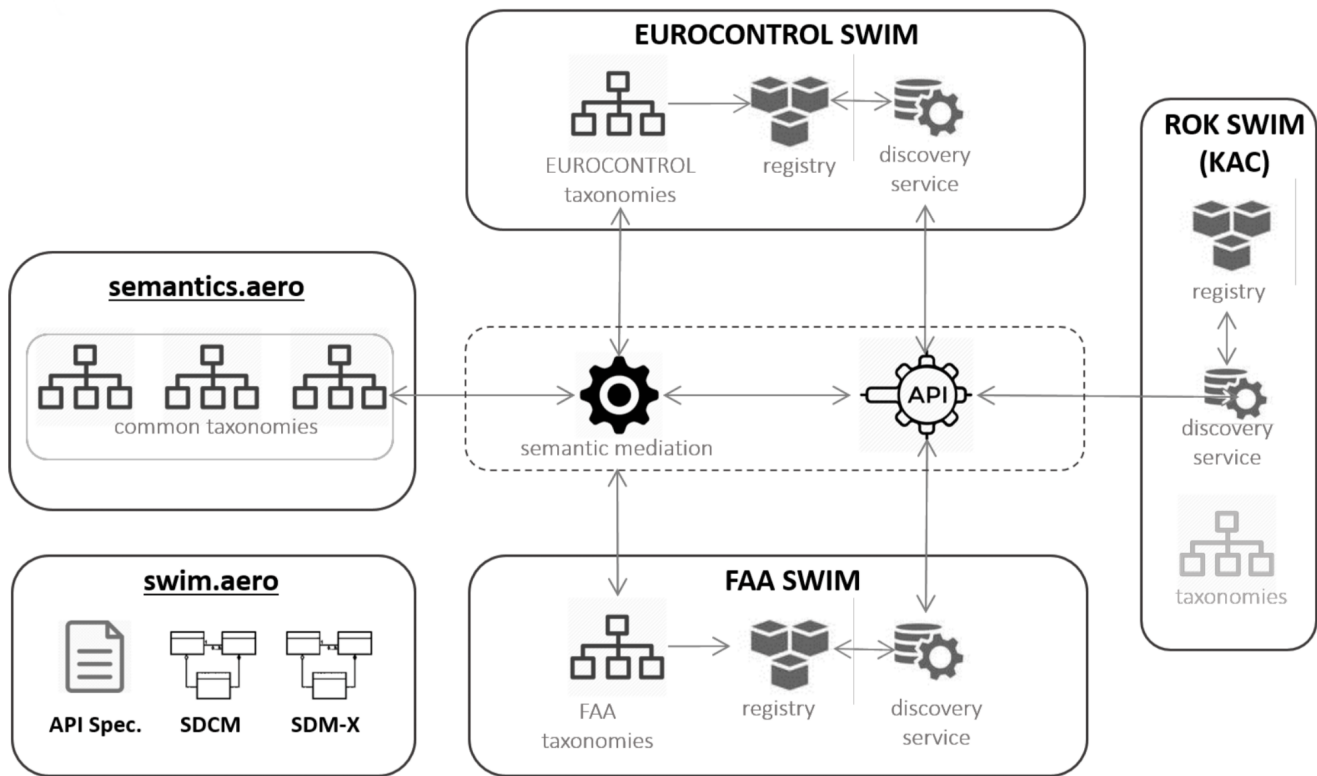 EUROCONTROL SWIM
EUROCONTROL
taxonomies
registry
discovery
service
ROK SWIM
(KAC)
registry
discovery
service
taxonomies
semantics.aero
common taxonomies
semantic mediation
API
swim.aero
API Spec.
SDCM
SDM-X
FAA SWIM
FAA
taxonomies
registry
discovery
service